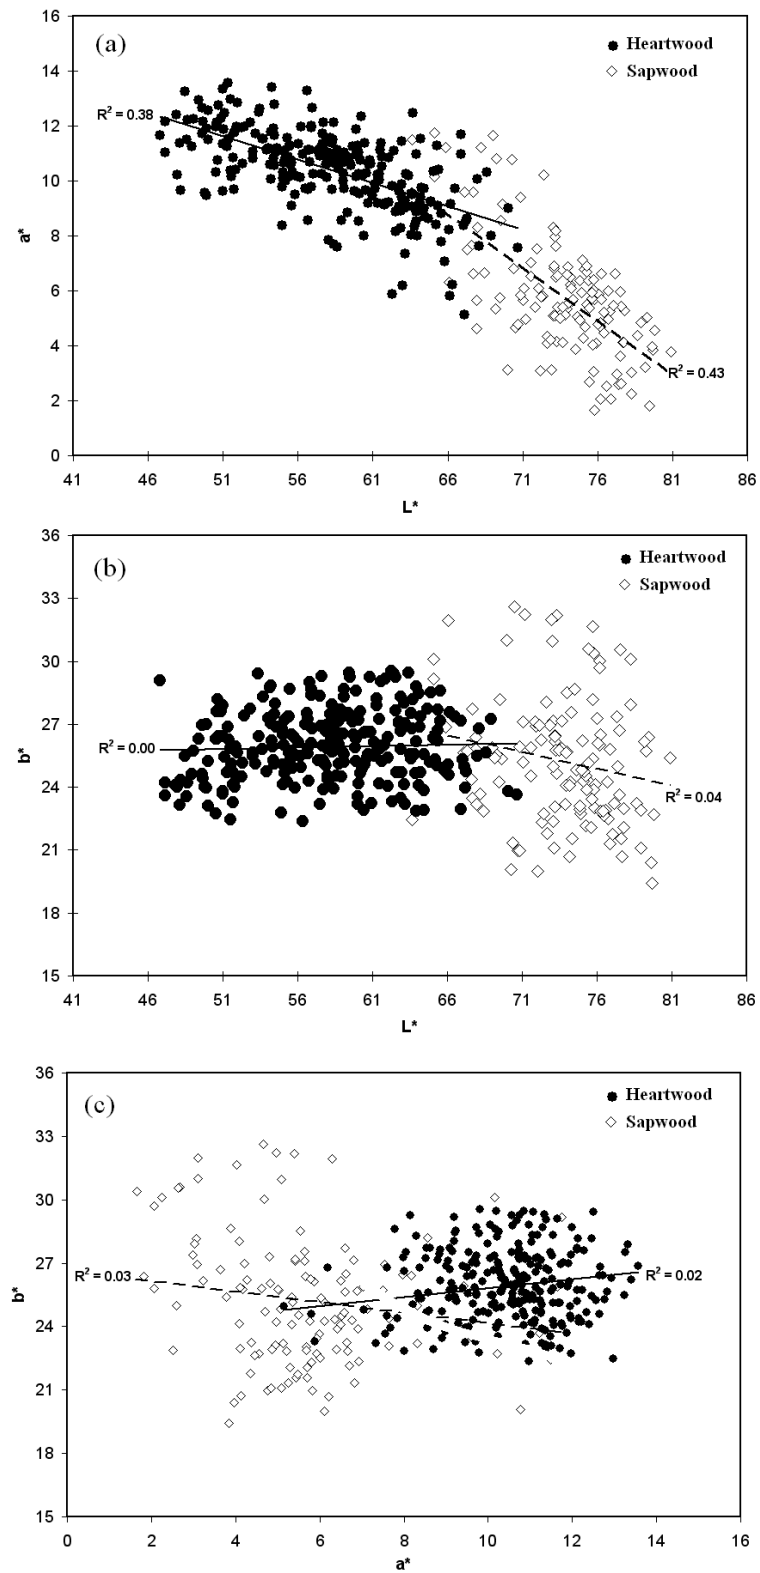 (a)
Heartwood
Sapwood
16
14
12
10
8
6
4
2
0
a*
R² = 0.38
R² = 0.43
41 46 51 56 61 66 71 76 81 86
L*
(b)
Heartwood
Sapwood
36
33
30
27
24
21
18
15
b*
R² = 0.00
R² = 0.04
41 46 51 56 61 66 71 76 81 86
L*
(c)
Heartwood
Sapwood
36
33
30
27
24
21
18
15
b*
R² = 0.03
R² = 0.02
0 2 4 6 8 10 12 14 16
a*